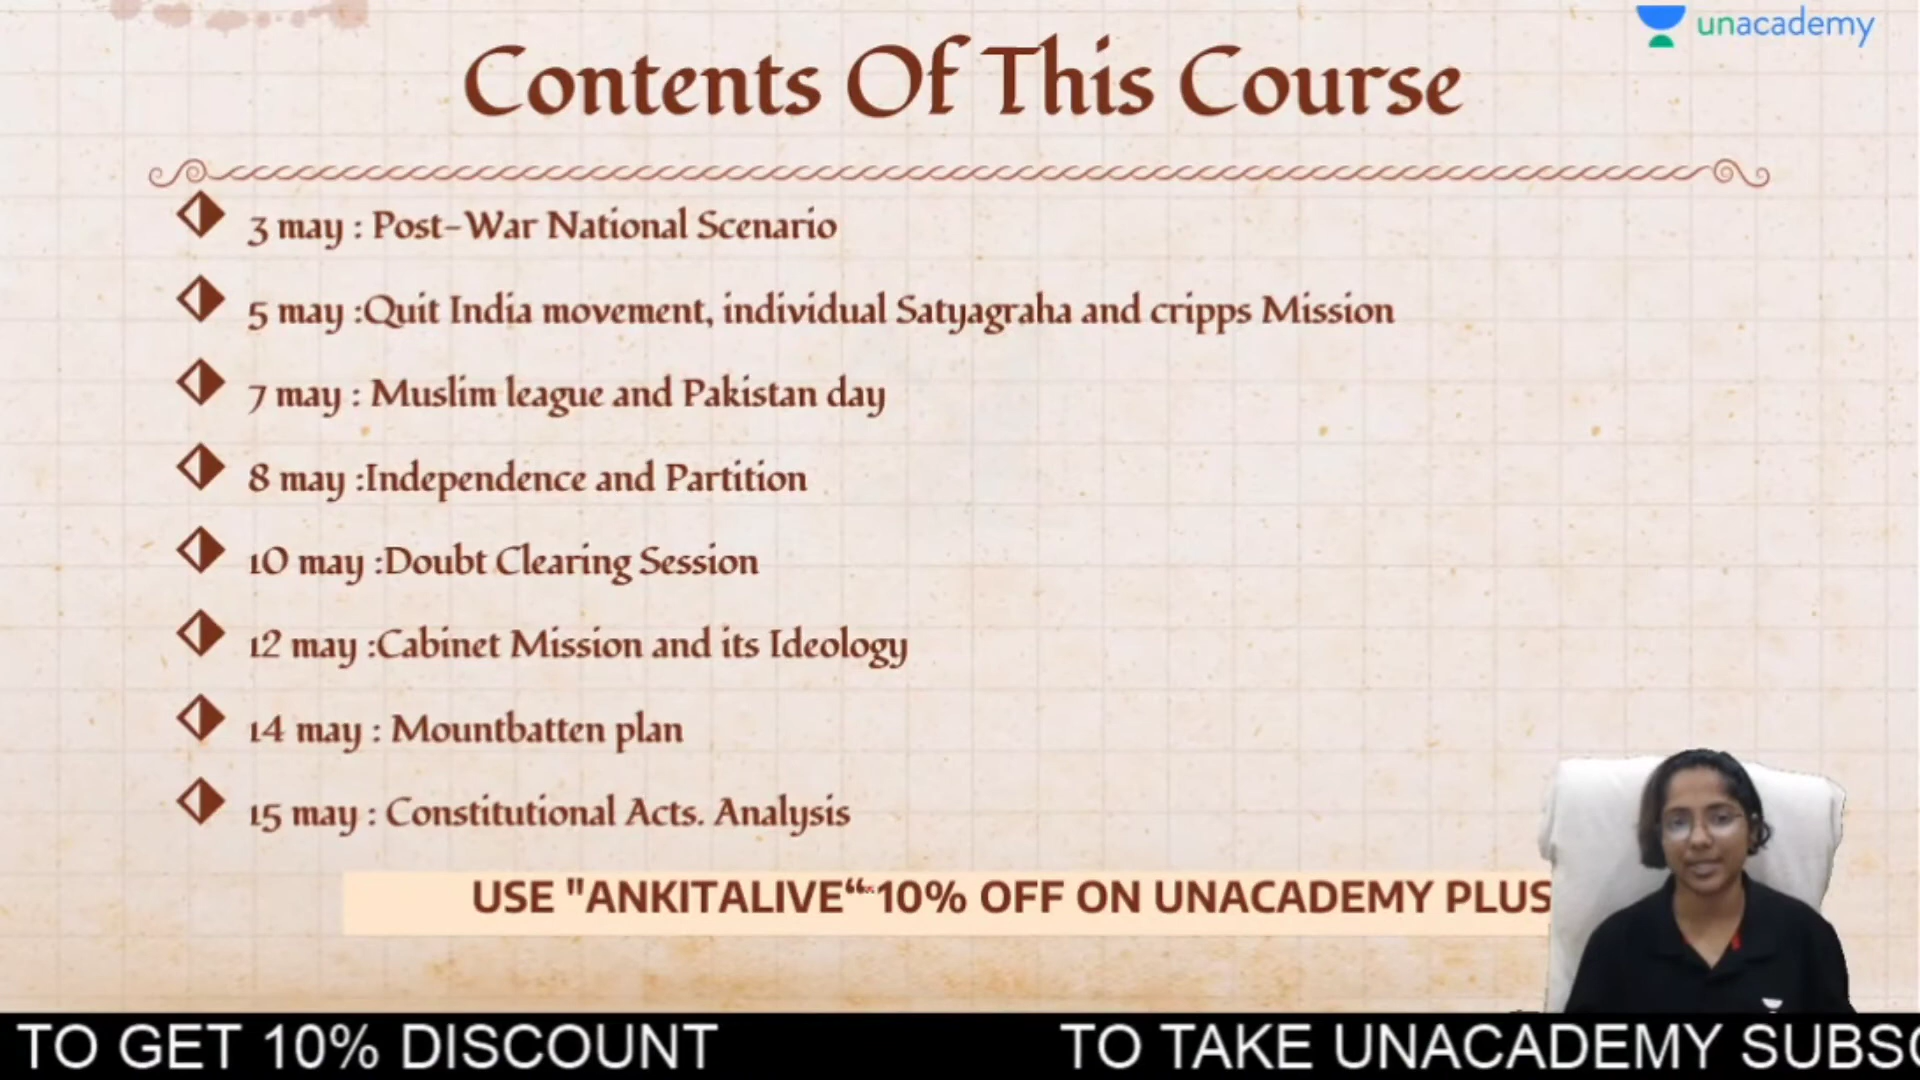 unacademy
Contents Of This Course
3 may : Post-War National Scenario
5 may :Quit India movement, individual Satyagraha and cripps Mission
7 may : Muslim league and Pakistan day
8 may :Independence and Partition
10 may :Doubt Clearing Session
12 may :Cabinet Mission and its Ideology
14 may : Mountbatten plan
15 may : Constitutional Acts. Analysis
USE "ANKITALIVE“ 10% OFF ON UNACADEMY PLUS
TO GET 10% DISCOUNT TO TAKE UNACADEMY SUBSC